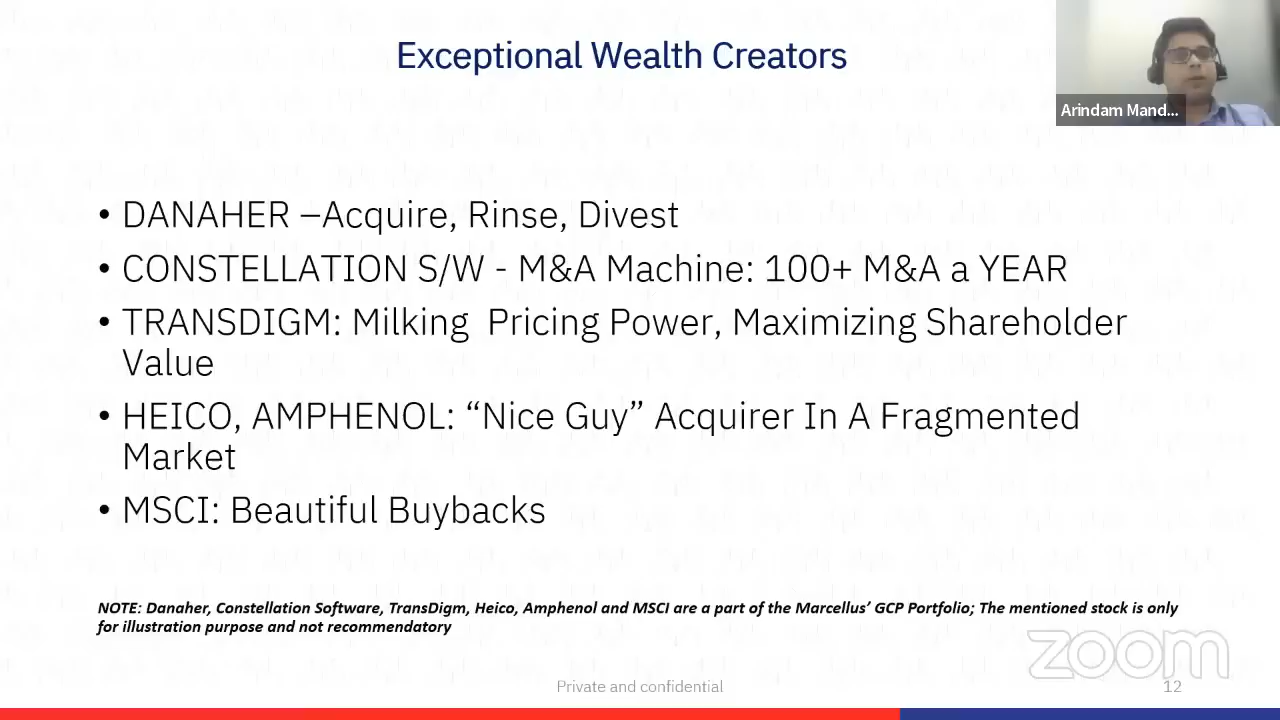 Exceptional Wealth Creators
Arindam Mand...
• DANAHER –Acquire, Rinse, Divest
• CONSTELLATION S/W - M&A Machine: 100+ M&A a YEAR
• TRANSDIGM: Milking  Pricing Power, Maximizing Shareholder
Value
• HEICO, AMPHENOL: “Nice Guy” Acquirer In A Fragmented
Market
• MSCI: Beautiful Buybacks
NOTE: Danaher, Constellation Software, TransDigm, Heico, Amphenol and MSCI are a part of the Marcellus’ GCP Portfolio; The mentioned stock is only
for illustration purpose and not recommendatory
zoom
Private and confidential
12